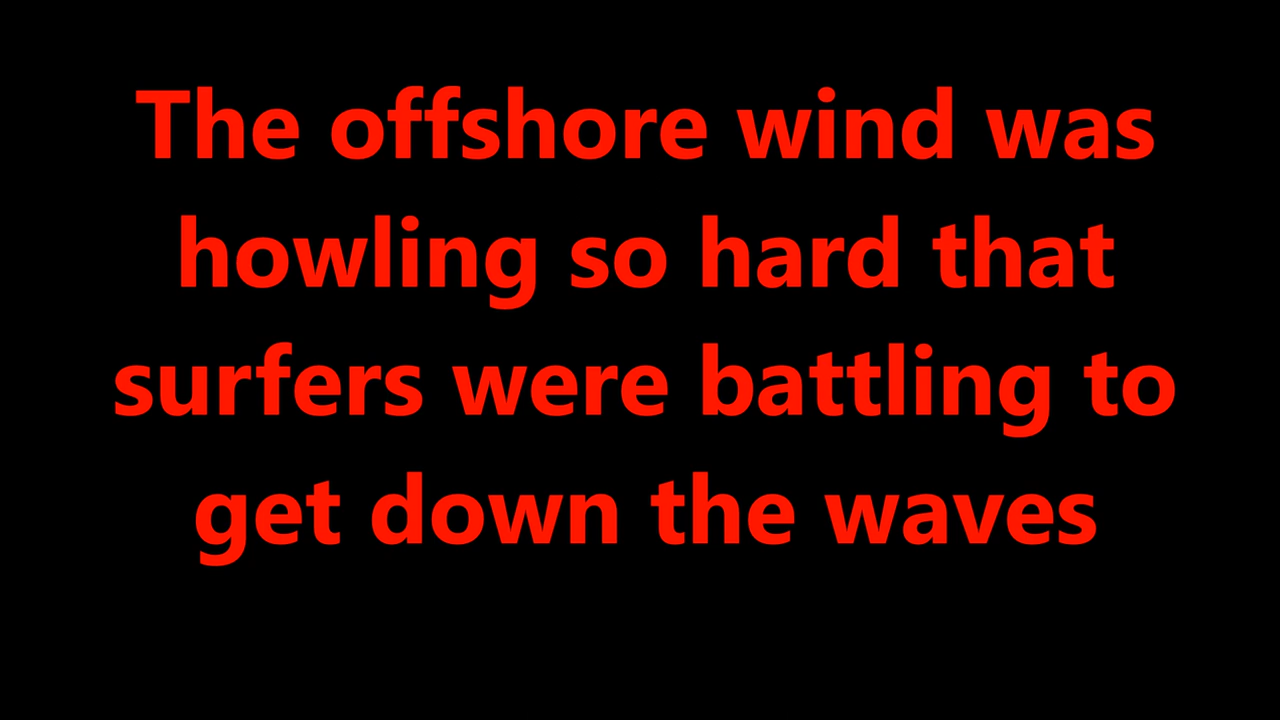 The offshore wind was
howling so hard that
surfers were battling to
get down the waves